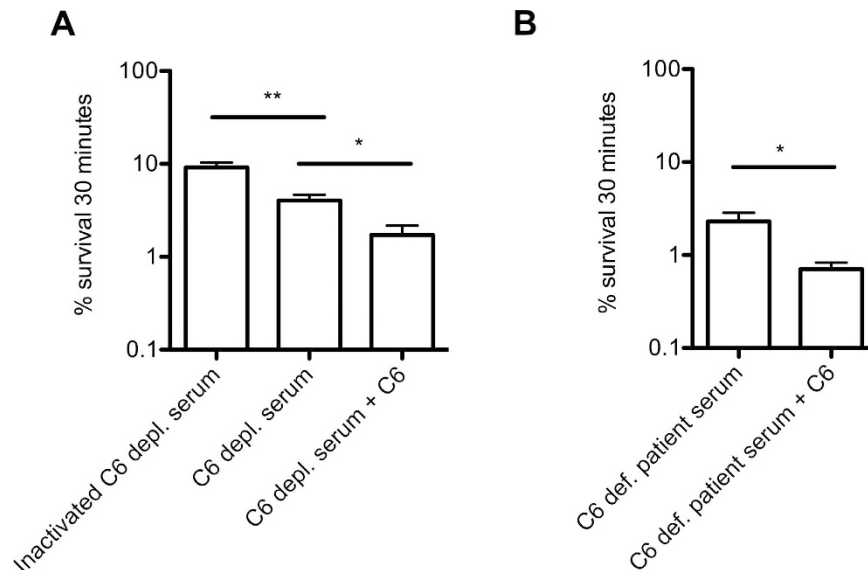 A
% survival 30 minutes
100
10
1
0.1
**
*
Inactivated C6 depl. serum
C6 depl. serum
C6 depl. serum + C6
B
% survival 30 minutes
100
10
1
0.1
*
C6 def. patient serum
C6 def. patient serum + C6